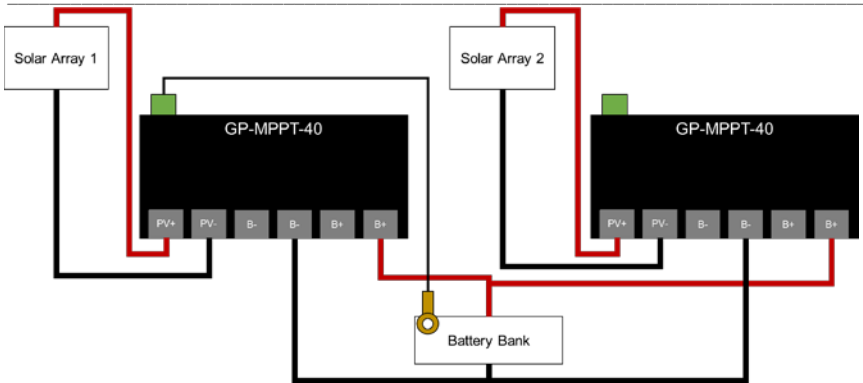 Solar Array 1
Solar Array 2
GP-MPPT-40
GP-MPPT-40
PV+ PV- B- B- B+ B+
PV+ PV- B- B- B+ B+
Battery Bank